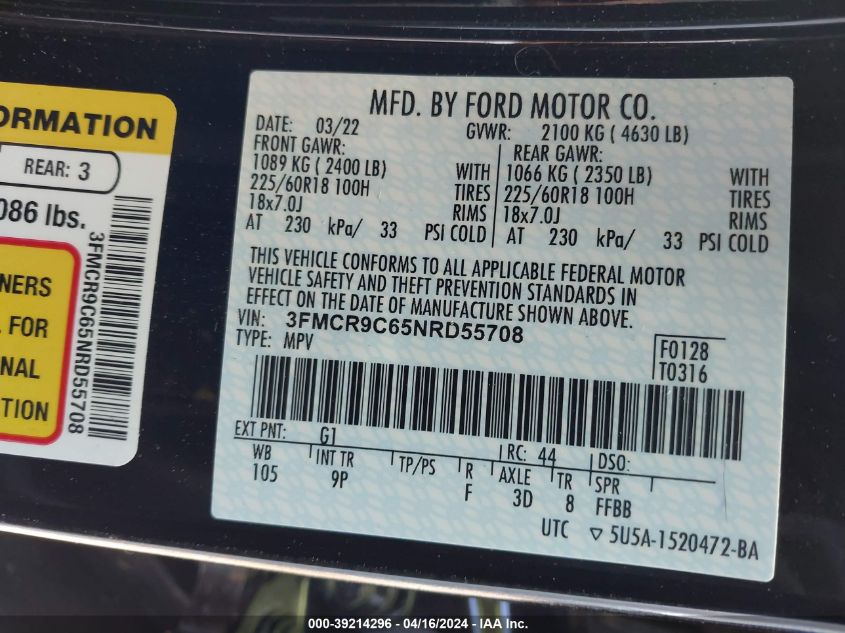 ORMATION
REAR: 3
086 lbs.
NERS
FOR
NAL
TION
3FMCR9C65NRD55708
MFD. BY FORD MOTOR CO.
DATE: 03/22 GVWR: 2100 KG ( 4630 LB)
FRONT GAWR: REAR GAWR:
1089 KG ( 2400 LB) WITH 1066 KG ( 2350 LB) WITH
225/60R18 100H TIRES 225/60R18 100H TIRES
18x7.0J RIMS 18x7.0J RIMS
AT 230 kPa/ 33 PSI COLD AT 230 kPa/ 33 PSI COLD
THIS VEHICLE CONFORMS TO ALL APPLICABLE FEDERAL MOTOR
VEHICLE SAFETY AND THEFT PREVENTION STANDARDS IN
EFFECT ON THE DATE OF MANUFACTURE SHOWN ABOVE.
VIN: 3FMCR9C65NRD55708
TYPE: MPV
F0128
T0316
EXT PNT: G1 RC: 44 DSO:
WB INT TR TP/PS R AXLE TR SPR
105 9P F 3D 8 FFBB
UTC ▽ 5U5A-1520472-BA
000-39214296 - 04/16/2024 - IAA Inc.